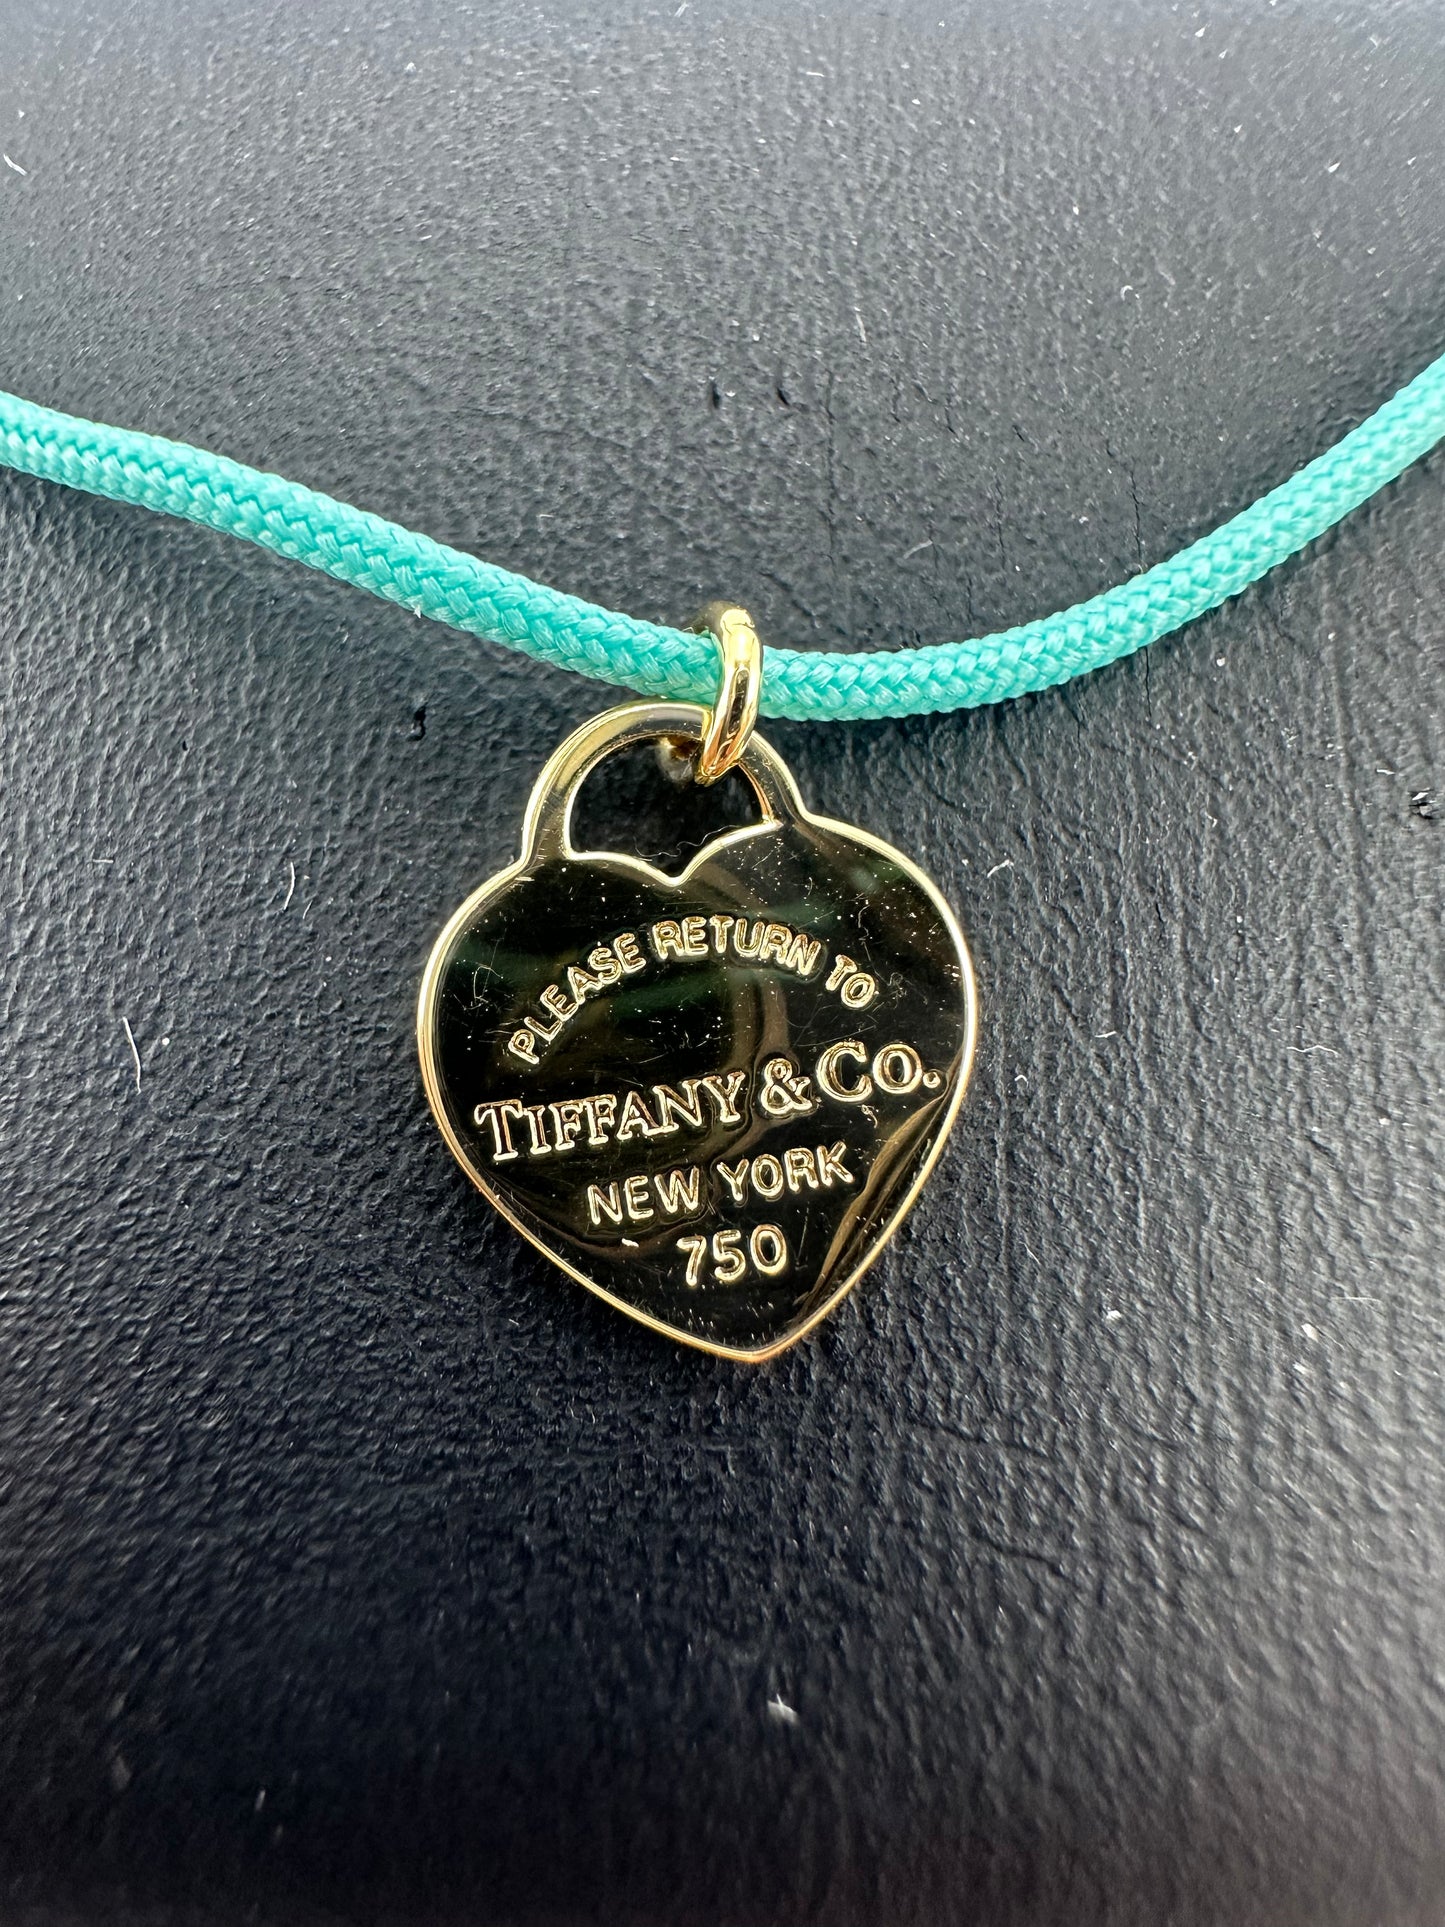 PLEASE RETURN TO
TIFFANY & CO.
NEW YORK
750